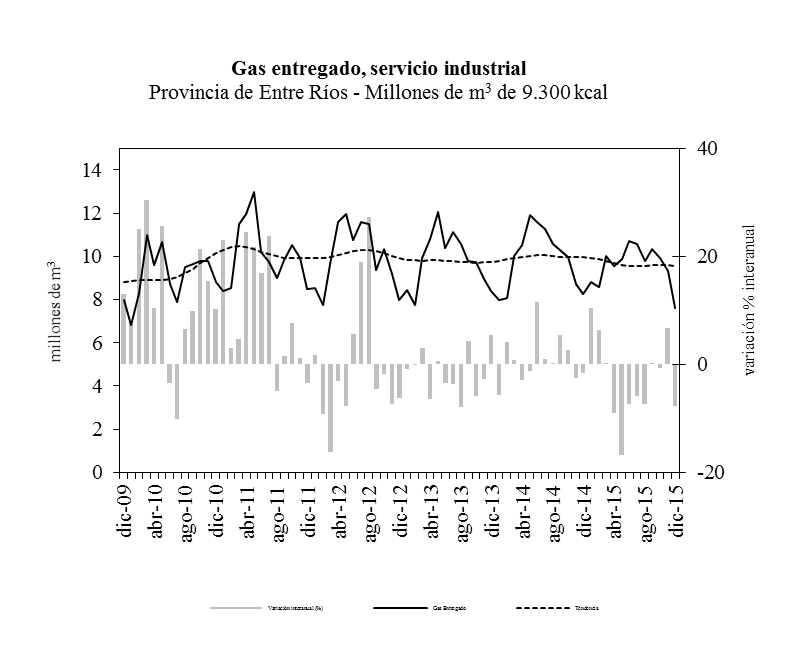 Gas entregado, servicio industrial
Provincia de Entre Ríos - Millones de m³ de 9.300 kcal
millones de m³
14
12
10
8
6
4
2
0
40
20
0
-20
variación % interanual
dic-09
abr-10
ago-10
dic-10
abr-11
ago-11
dic-11
abr-12
ago-12
dic-12
abr-13
ago-13
dic-13
abr-14
ago-14
dic-14
abr-15
ago-15
dic-15
Variación interanual (%)
Gas Entregado
Tendencia